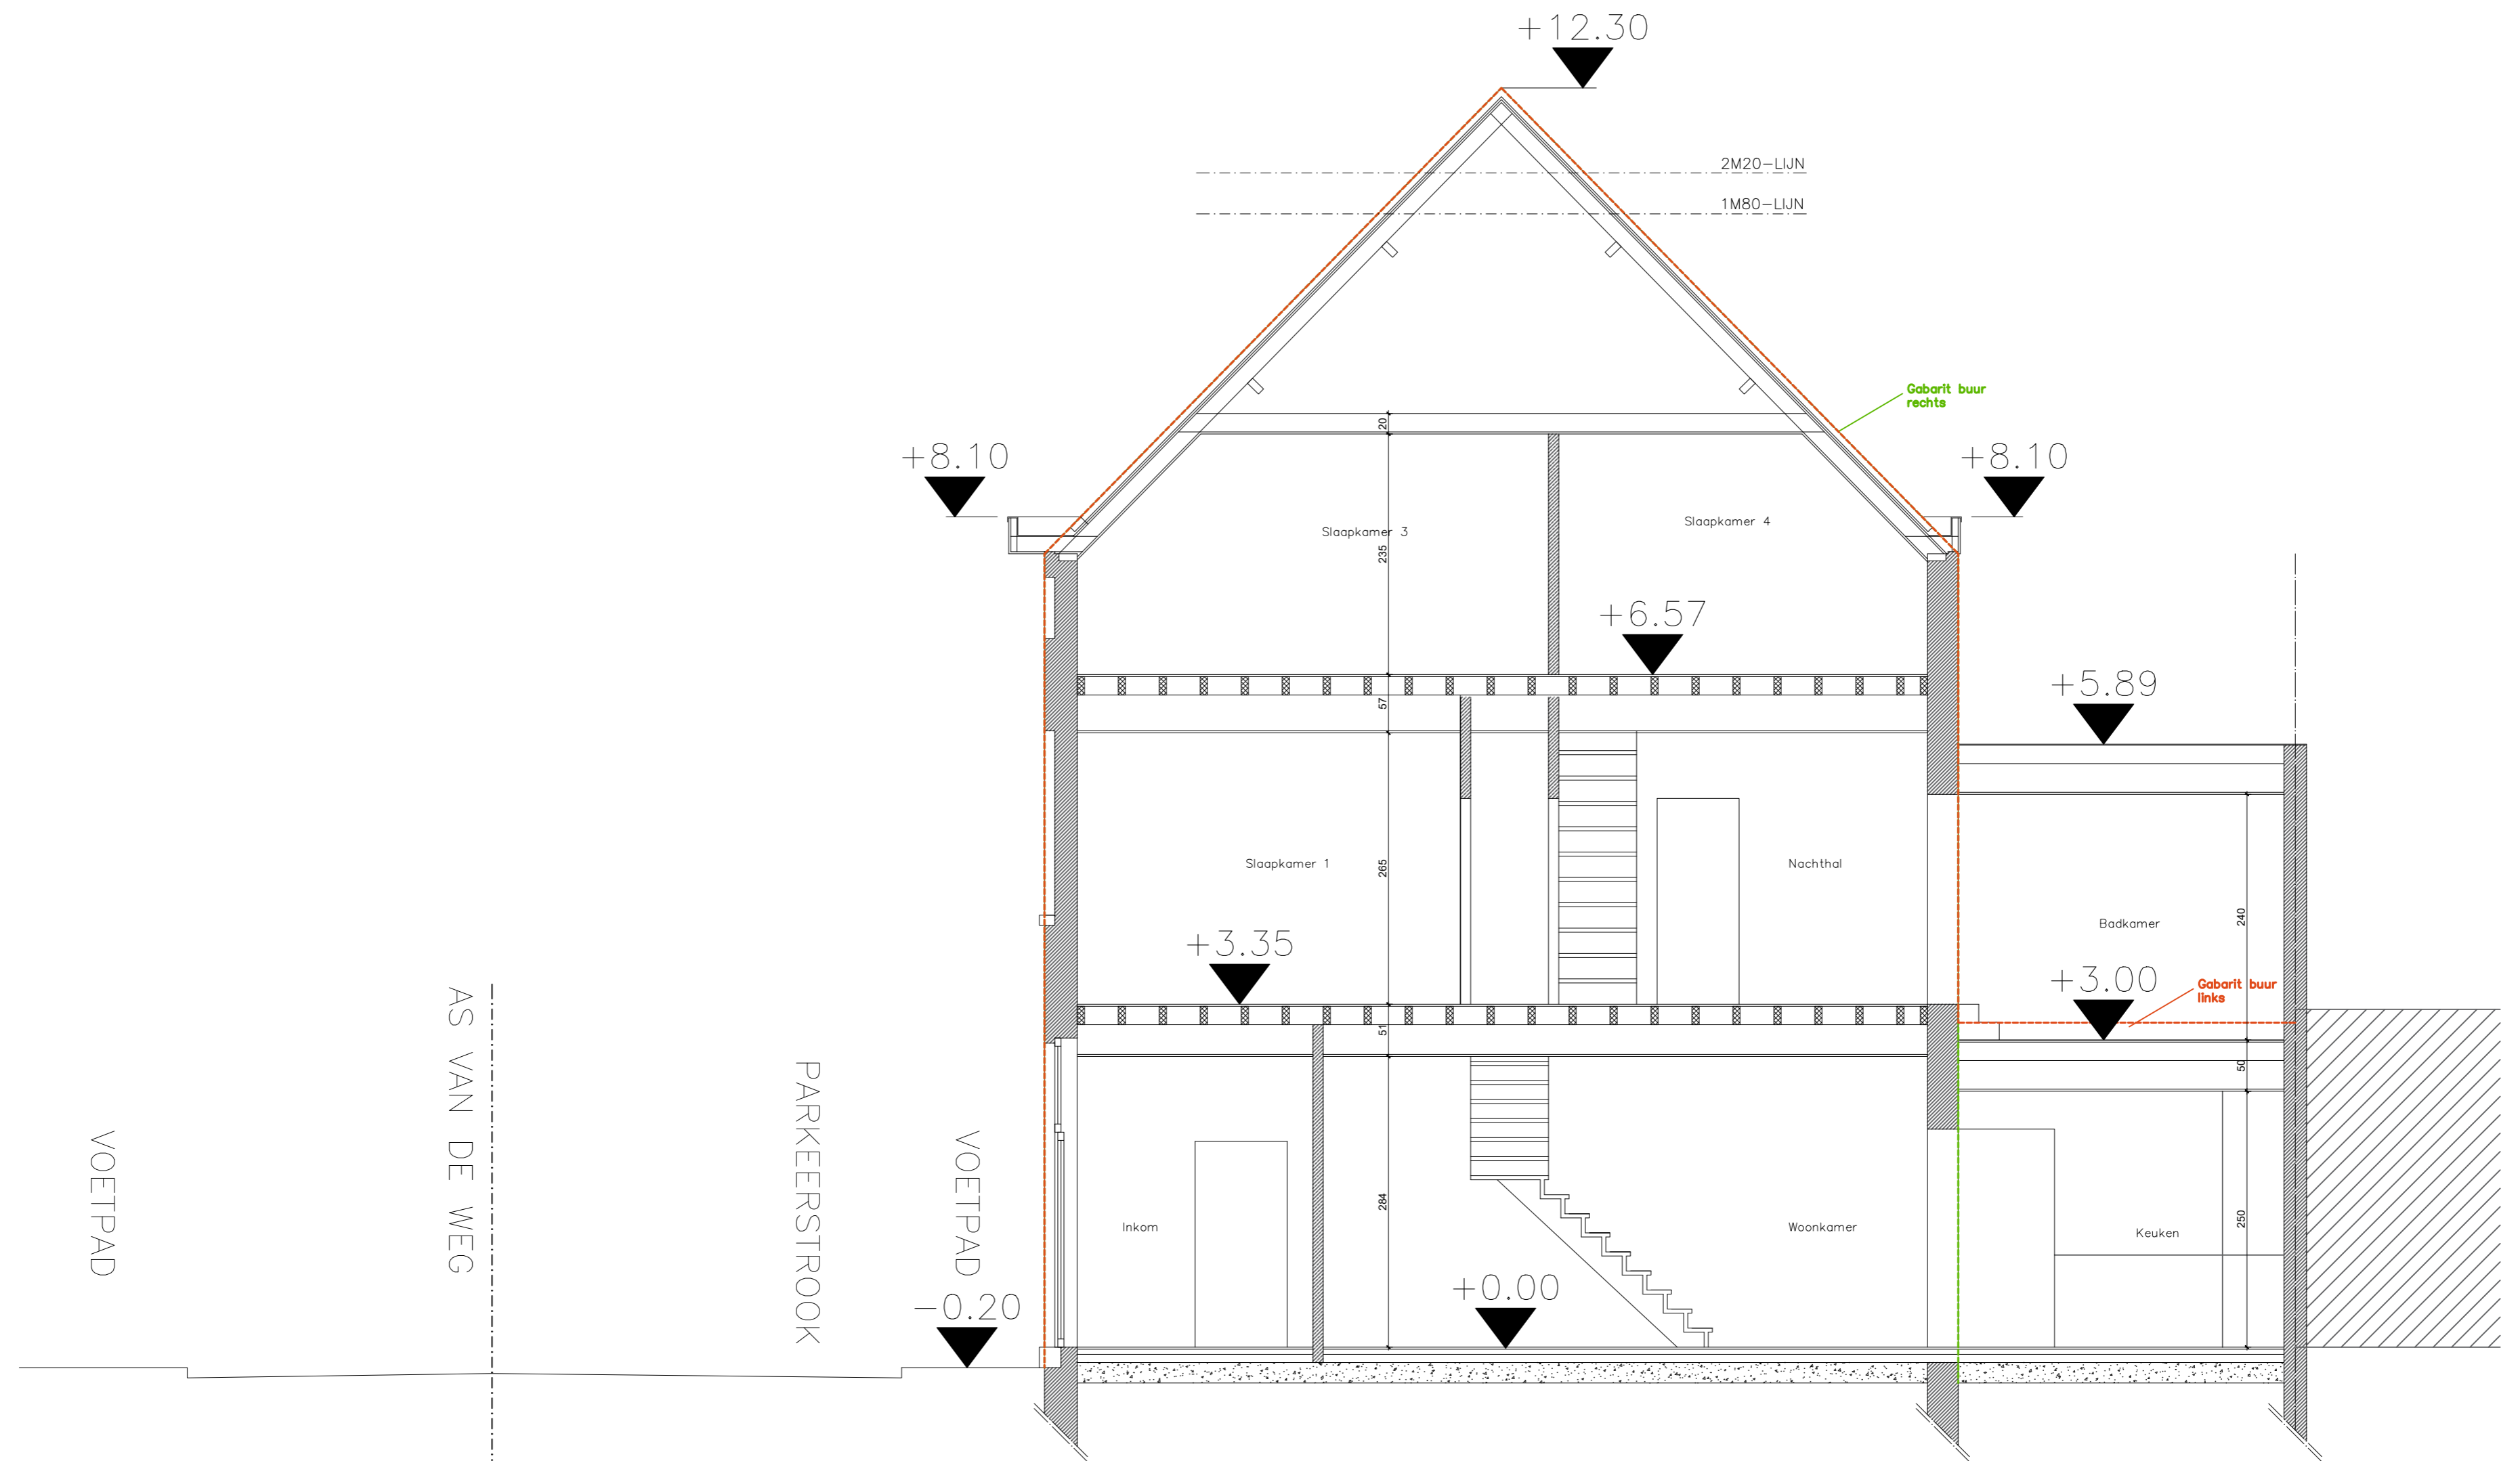 +12.30
2M20-LIJN
1M80-LIJN
Gabarit buur
rechts
20
+8.10
+8.10
Slaapkamer 3
Slaapkamer 4
235
+6.57
57
+5.89
Slaapkamer 1
265
Nachthal
Badkamer
240
+3.35
+3.00
Gabarit buur
links
51
50
AS VAN DE WEG
PARKEERSTROOK
VOETPAD
VOETPAD
284
250
Inkom
Woonkamer
Keuken
+0.00
-0.20